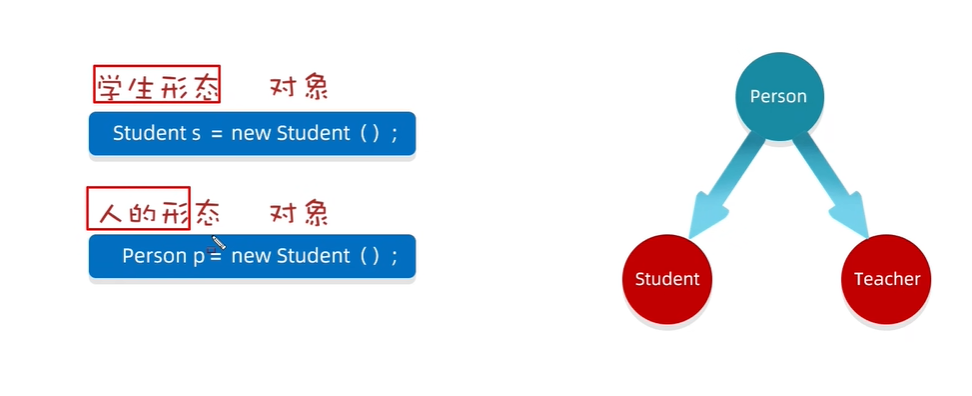 学生形态 对象
Student s = new Student ( ) ;
人的形态 对象
Person p = new Student ( ) ;
Person
Student
Teacher